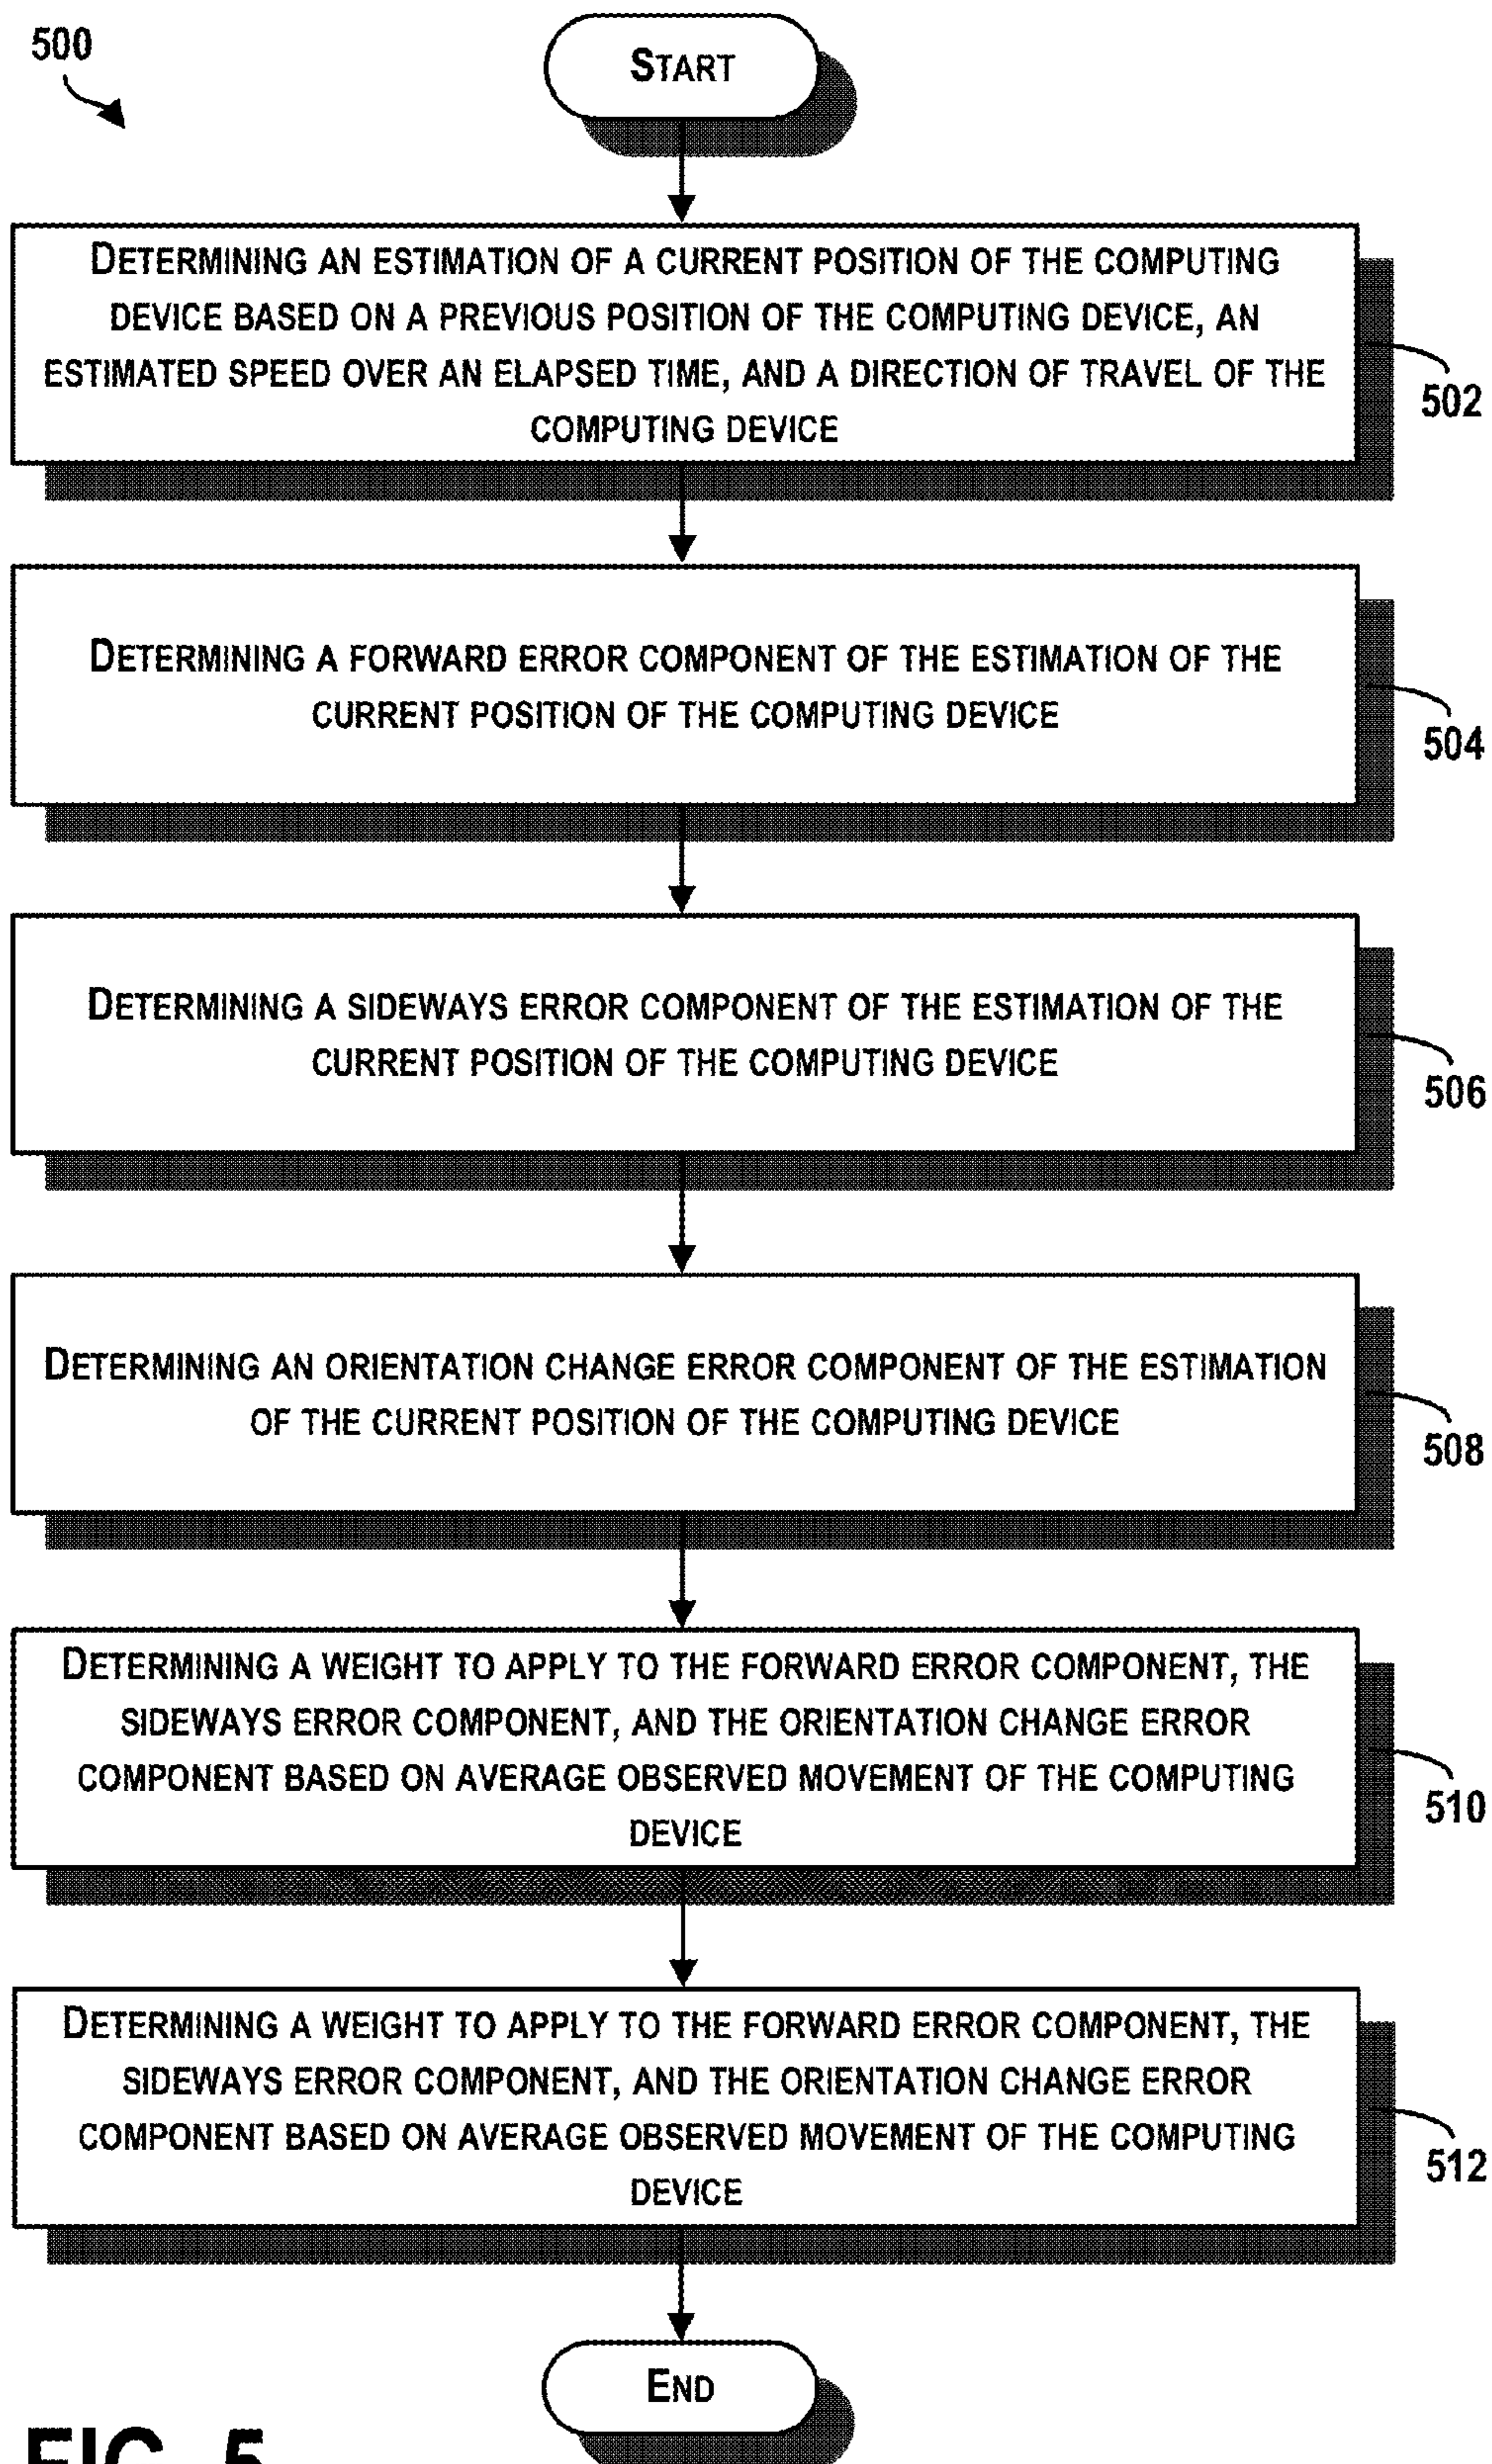 500
START
DETERMINING AN ESTIMATION OF A CURRENT POSITION OF THE COMPUTING
DEVICE BASED ON A PREVIOUS POSITION OF THE COMPUTING DEVICE, AN
ESTIMATED SPEED OVER AN ELAPSED TIME, AND A DIRECTION OF TRAVEL OF THE
COMPUTING DEVICE
502
DETERMINING A FORWARD ERROR COMPONENT OF THE ESTIMATION OF THE
CURRENT POSITION OF THE COMPUTING DEVICE
504
DETERMINING A SIDEWAYS ERROR COMPONENT OF THE ESTIMATION OF THE
CURRENT POSITION OF THE COMPUTING DEVICE
506
DETERMINING AN ORIENTATION CHANGE ERROR COMPONENT OF THE ESTIMATION
OF THE CURRENT POSITION OF THE COMPUTING DEVICE
508
DETERMINING A WEIGHT TO APPLY TO THE FORWARD ERROR COMPONENT, THE
SIDEWAYS ERROR COMPONENT, AND THE ORIENTATION CHANGE ERROR
COMPONENT BASED ON AVERAGE OBSERVED MOVEMENT OF THE COMPUTING
DEVICE
510
DETERMINING A WEIGHT TO APPLY TO THE FORWARD ERROR COMPONENT, THE
SIDEWAYS ERROR COMPONENT, AND THE ORIENTATION CHANGE ERROR
COMPONENT BASED ON AVERAGE OBSERVED MOVEMENT OF THE COMPUTING
DEVICE
512
END
FIG. 5